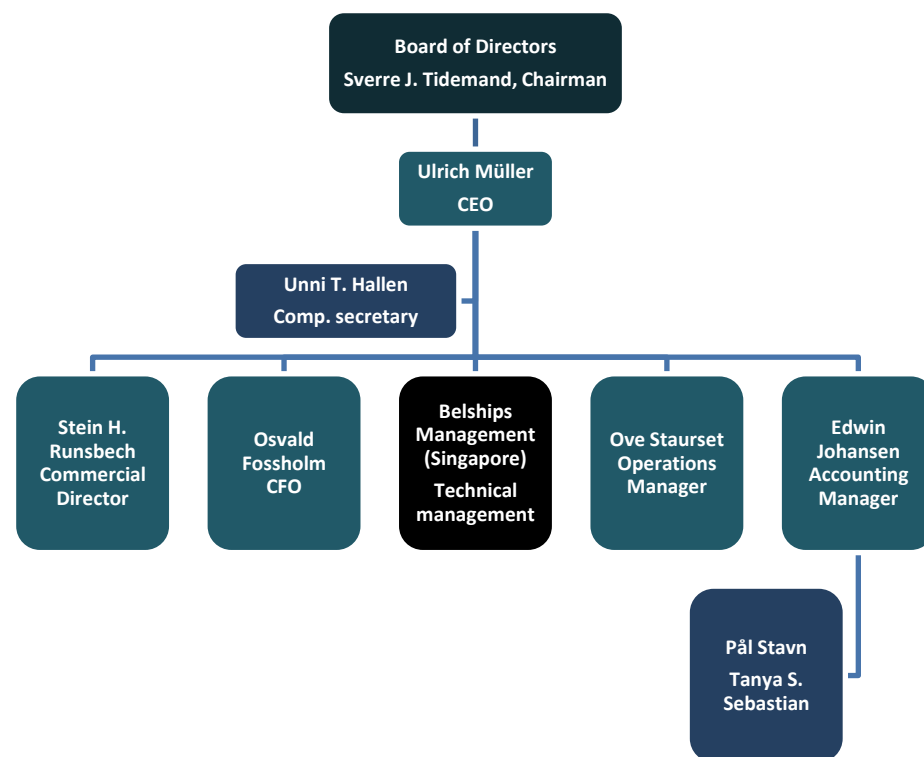 Board of Directors
Sverre J. Tidemand, Chairman
Ulrich Müller
CEO
Unni T. Hallen
Comp. secretary
Stein H.
Runsbech
Commercial
Director
Osvald
Fossholm
CFO
Belships
Management
(Singapore)
Technical
management
Ove Staurset
Operations
Manager
Edwin
Johansen
Accounting
Manager
Pål Stavn
Tanya S.
Sebastian